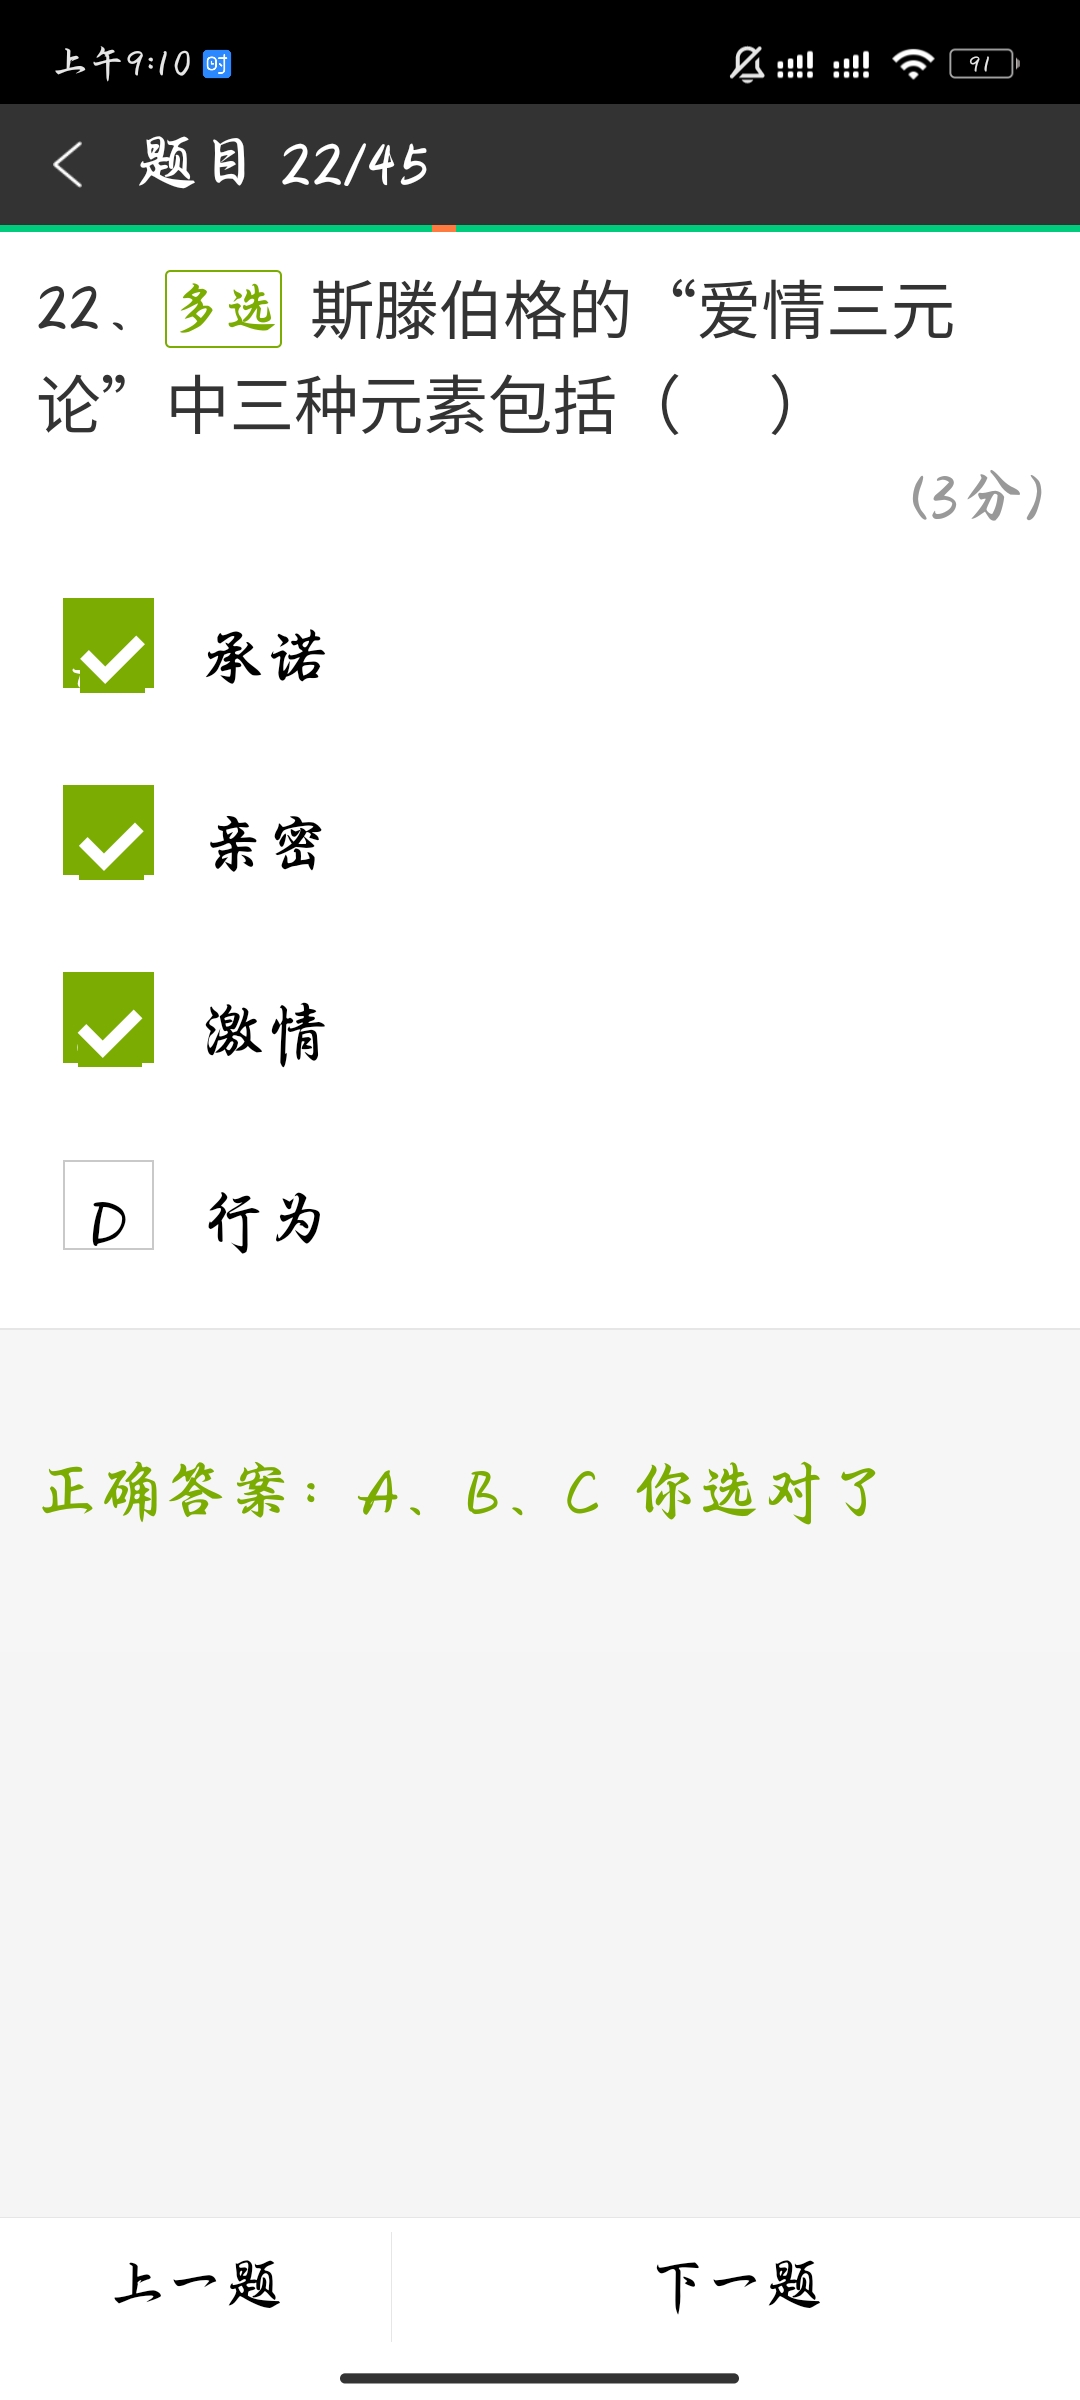 上午9:10 时 91
题目 22/45
22、 多选 斯滕伯格的“爱情三元
论”中三种元素包括（ ）
(3分)
承诺
亲密
激情
D 行为
正确答案：A、B、C 你选对了
上一题 下一题